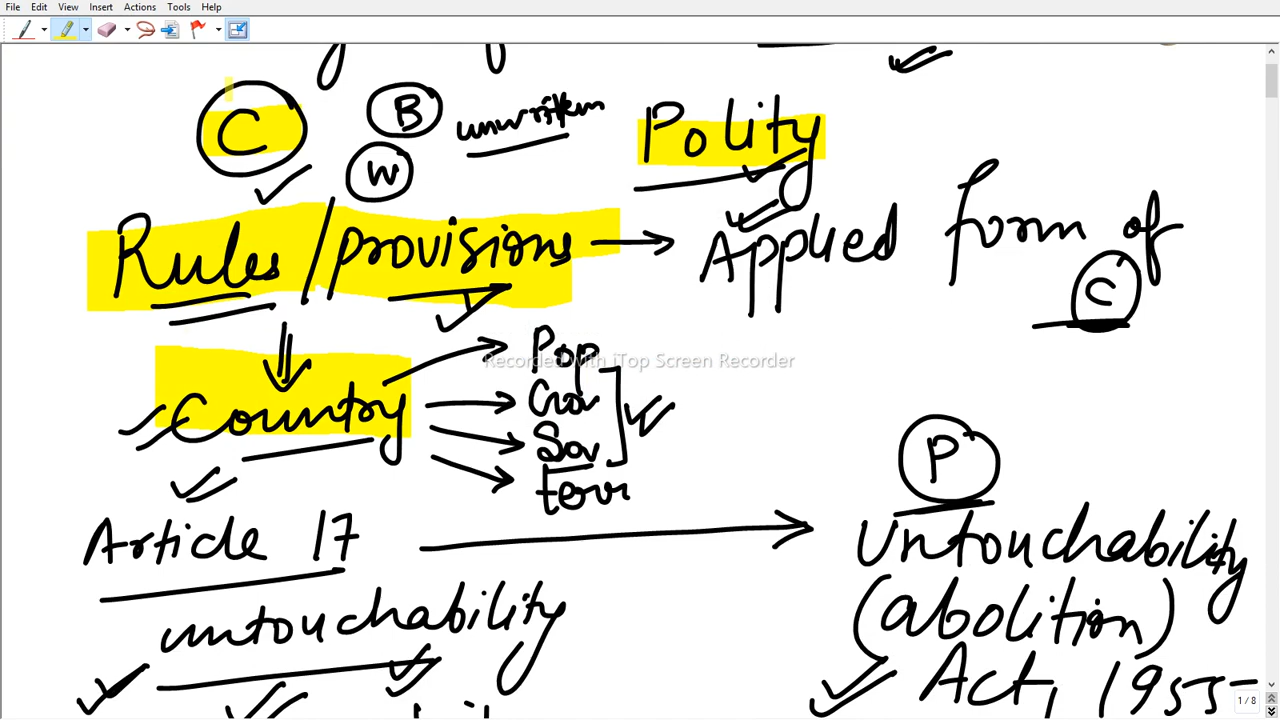 File Edit View Insert Actions Tools Help
C B unwritten Polity
W
Rules / provisions → Applied form of
C
Recorded with iTop Screen Recorder
Country → Pop
→ Gov
→ Sov
→ terr
P
Article 17 → Untouchability
untouchability (abolition)
Act, 1955
1/8